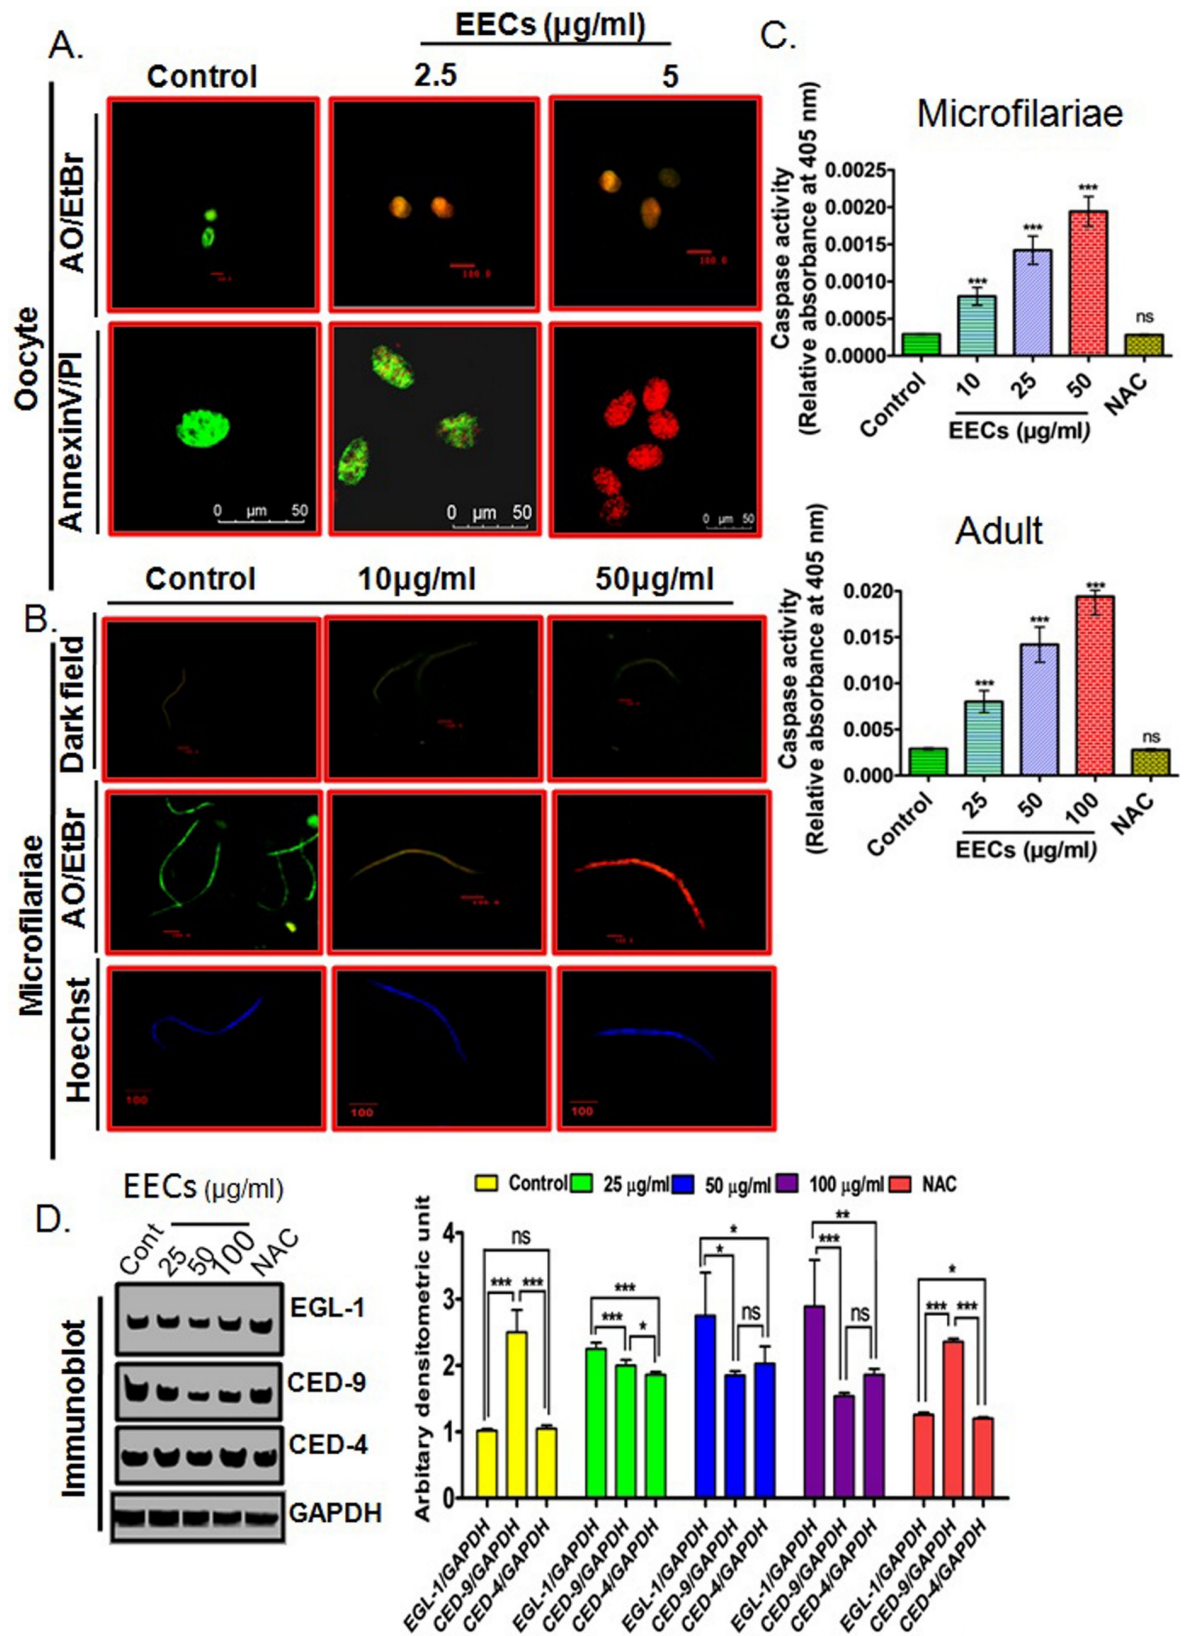 A.
EECs (µg/ml)
Control
2.5
5
Oocyte
AO/EtBr
100.0
100.0
AnnexinV/PI
0 µm 50
0 µm 50
0 µm 50
B.
Control
10µg/ml
50µg/ml
Microfilariae
Dark field
AO/EtBr
Hoechst
100
100
100
C.
Microfilariae
Caspase activity
(Relative absorbance at 405 nm)
0.0025
0.0020
0.0015
0.0010
0.0005
0.0000
***
***
***
ns
Control
10
25
50
NAC
EECs (µg/ml)
Adult
Caspase activity
(Relative absorbance at 405 nm)
0.020
0.015
0.010
0.005
0.000
***
***
***
ns
Control
25
50
100
NAC
EECs (µg/ml)
D.
EECs (µg/ml)
Cont
25
50
100
NAC
Immunoblot
EGL-1
CED-9
CED-4
GAPDH
Control 25 µg/ml 50 µg/ml 100 µg/ml NAC
Arbitary densitometric unit
4
3
2
1
0
ns
*** ***
***
***
*
*
*
ns
**
***
ns
*
*** ***
EGL-1/GAPDH
CED-9/GAPDH
CED-4/GAPDH
EGL-1/GAPDH
CED-9/GAPDH
CED-4/GAPDH
EGL-1/GAPDH
CED-9/GAPDH
CED-4/GAPDH
EGL-1/GAPDH
CED-9/GAPDH
CED-4/GAPDH
EGL-1/GAPDH
CED-9/GAPDH
CED-4/GAPDH